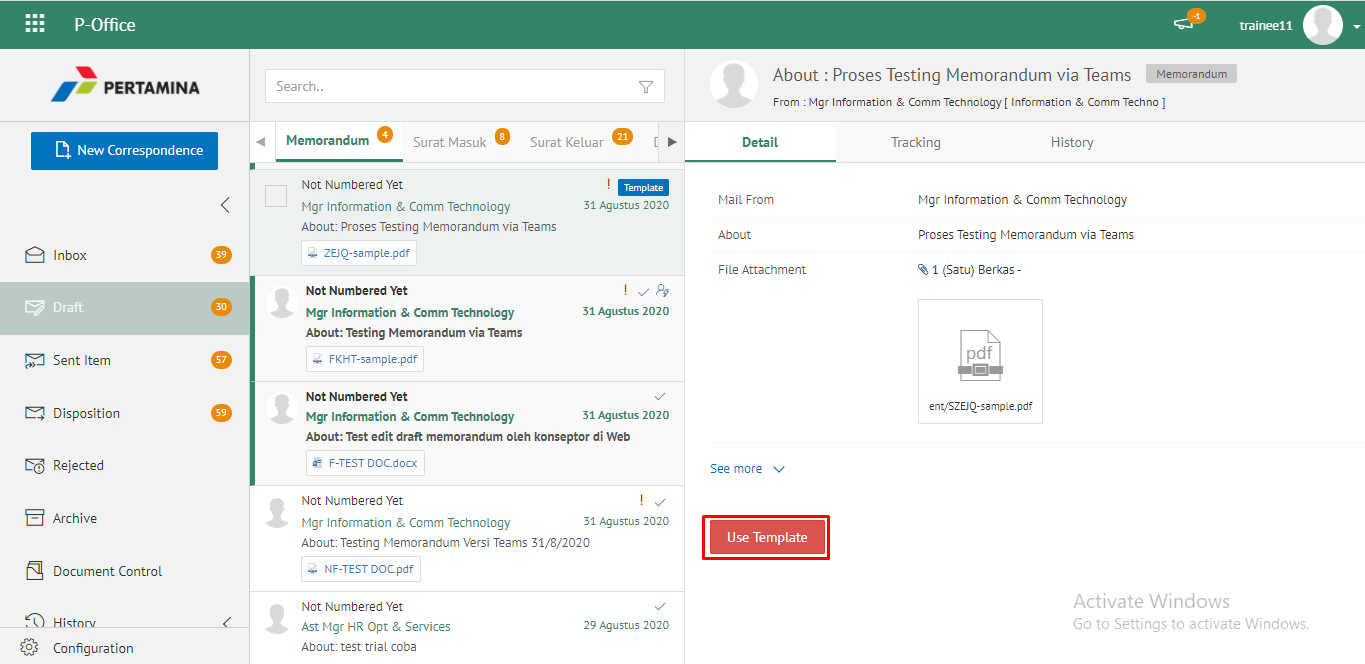 P-Office
-1
trainee11
PERTAMINA
New Correspondence
Inbox 39
Draft 30
Sent Item 57
Disposition 59
Rejected
Archive
Document Control
History
Configuration
Search..
Memorandum 4 Surat Masuk 8 Surat Keluar 21
Not Numbered Yet ! Template
Mgr Information & Comm Technology 31 Agustus 2020
About: Proses Testing Memorandum via Teams
ZEJQ-sample.pdf
Not Numbered Yet !
Mgr Information & Comm Technology 31 Agustus 2020
About: Testing Memorandum via Teams
FKHT-sample.pdf
Not Numbered Yet
Mgr Information & Comm Technology 31 Agustus 2020
About: Test edit draft memorandum oleh konseptor di Web
F-TEST DOC.docx
Not Numbered Yet !
Mgr Information & Comm Technology 31 Agustus 2020
About: Testing Memorandum Versi Teams 31/8/2020
NF-TEST DOC.pdf
Not Numbered Yet
Ast Mgr HR Opt & Services 29 Agustus 2020
About: test trial coba
About : Proses Testing Memorandum via Teams Memorandum
From : Mgr Information & Comm Technology [ Information & Comm Techno ]
Detail Tracking History
Mail From Mgr Information & Comm Technology
About Proses Testing Memorandum via Teams
File Attachment 1 (Satu) Berkas -
pdf
ent/SZEJQ-sample.pdf
See more
Use Template
Activate Windows
Go to Settings to activate Windows.